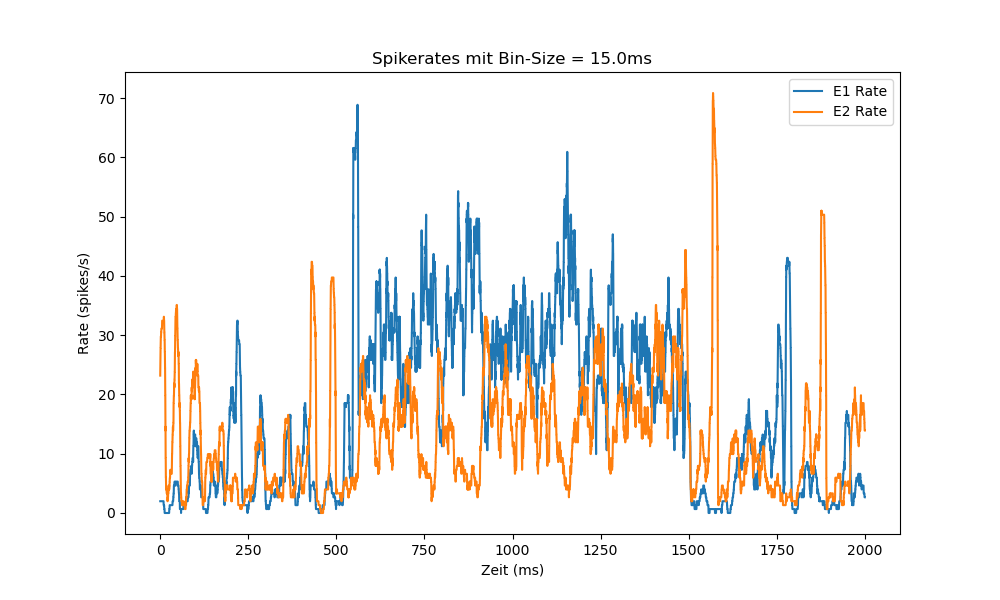 Spikerates mit Bin-Size = 15.0ms
E1 Rate
E2 Rate
70
60
50
40
30
20
10
0
Rate (spikes/s)
0 250 500 750 1000 1250 1500 1750 2000
Zeit (ms)